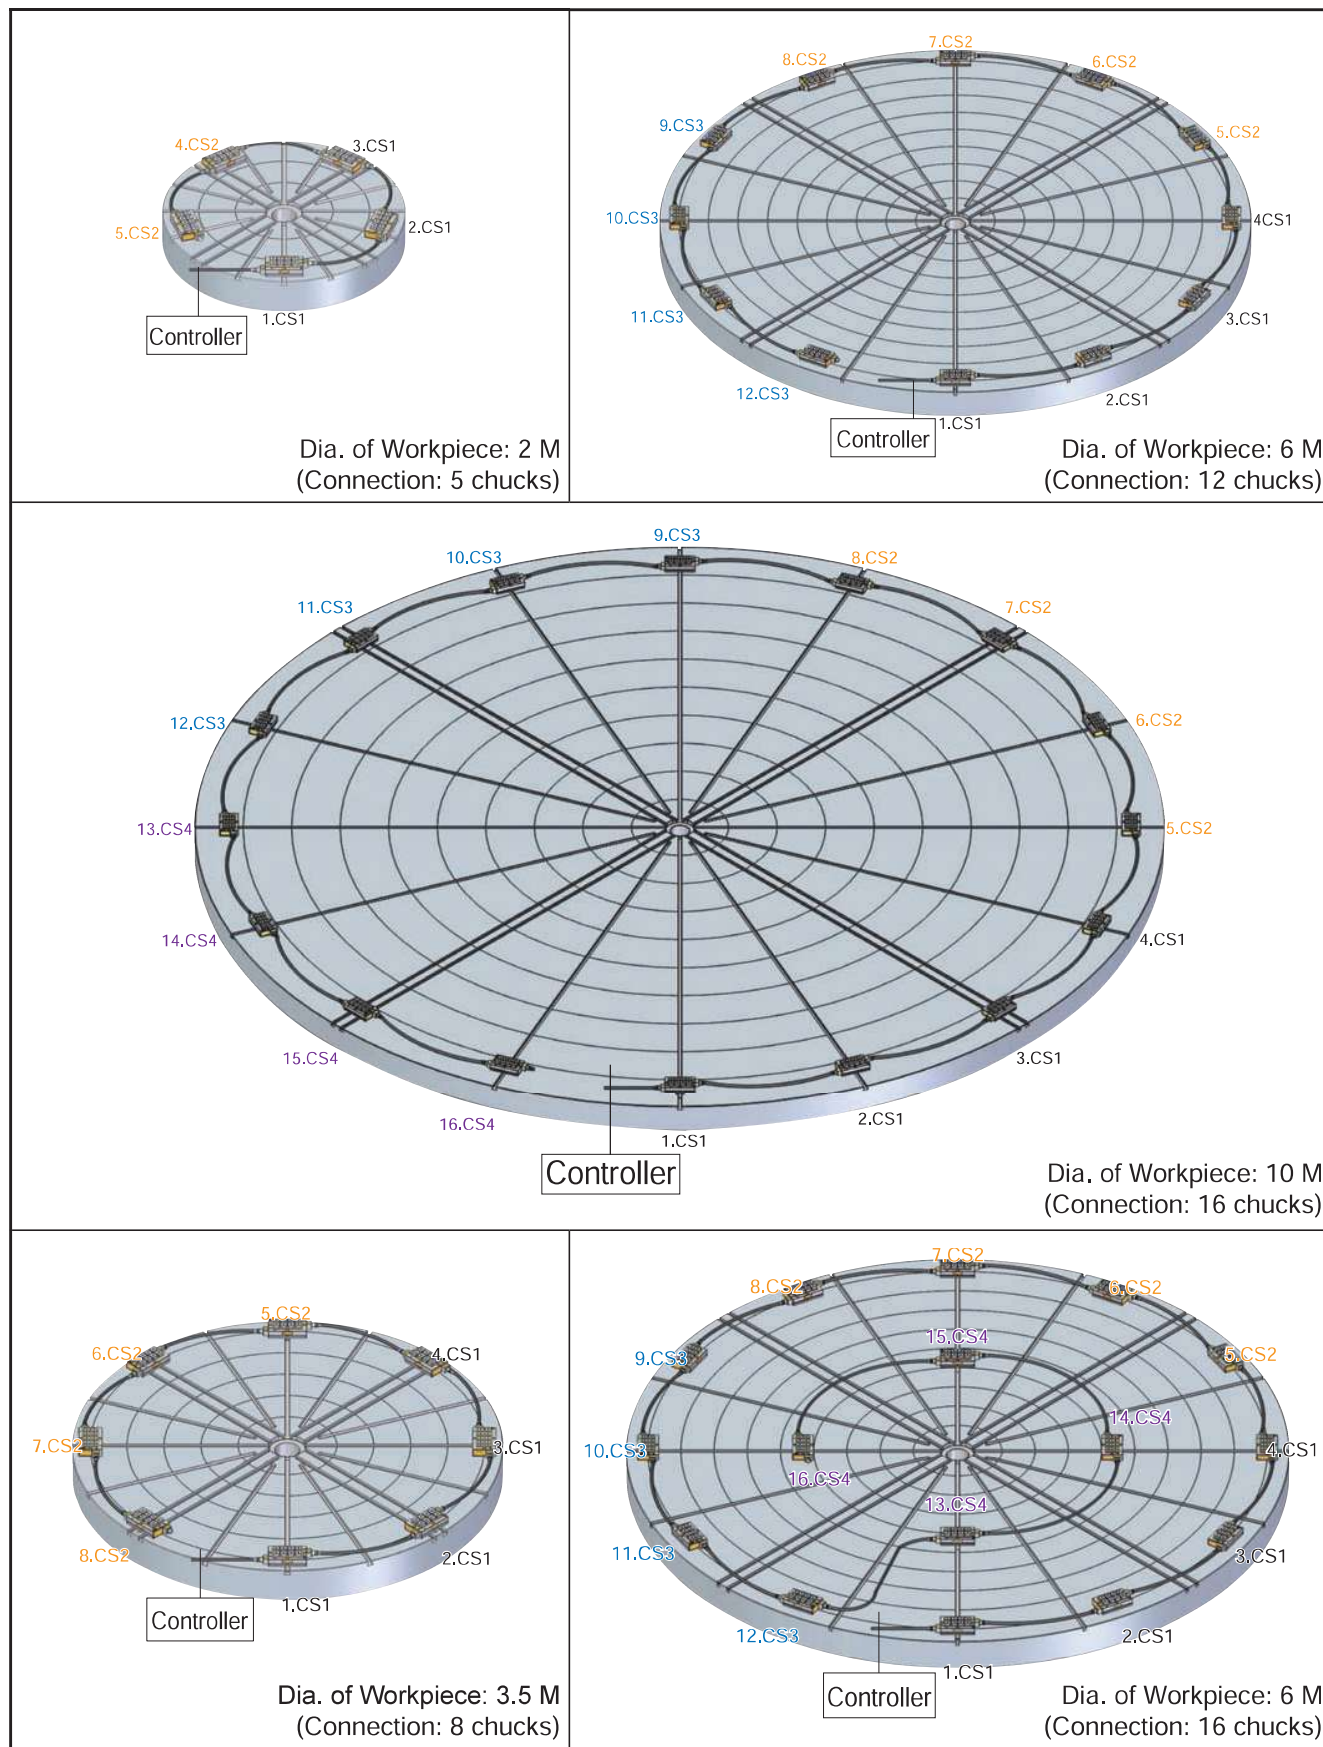 4.CS2
3.CS1
5.CS2
2.CS1
1.CS1
Controller
Dia. of Workpiece: 2 M
(Connection: 5 chucks)
7.CS2
8.CS2
6.CS2
9.CS3
5.CS2
10.CS3
4CS1
11.CS3
3.CS1
12.CS3
2.CS1
1.CS1
Controller
Dia. of Workpiece: 6 M
(Connection: 12 chucks)
9.CS3
10.CS3
8.CS2
11.CS3
7.CS2
12.CS3
6.CS2
13.CS4
5.CS2
14.CS4
4.CS1
15.CS4
3.CS1
16.CS4
2.CS1
1.CS1
Controller
Dia. of Workpiece: 10 M
(Connection: 16 chucks)
5.CS2
6.CS2
4.CS1
7.CS2
3.CS1
8.CS2
2.CS1
1.CS1
Controller
Dia. of Workpiece: 3.5 M
(Connection: 8 chucks)
7.CS2
8.CS2
6.CS2
15.CS4
9.CS3
5.CS2
14.CS4
10.CS3
4.CS1
16.CS4
13.CS4
11.CS3
3.CS1
12.CS3
2.CS1
1.CS1
Controller
Dia. of Workpiece: 6 M
(Connection: 16 chucks)